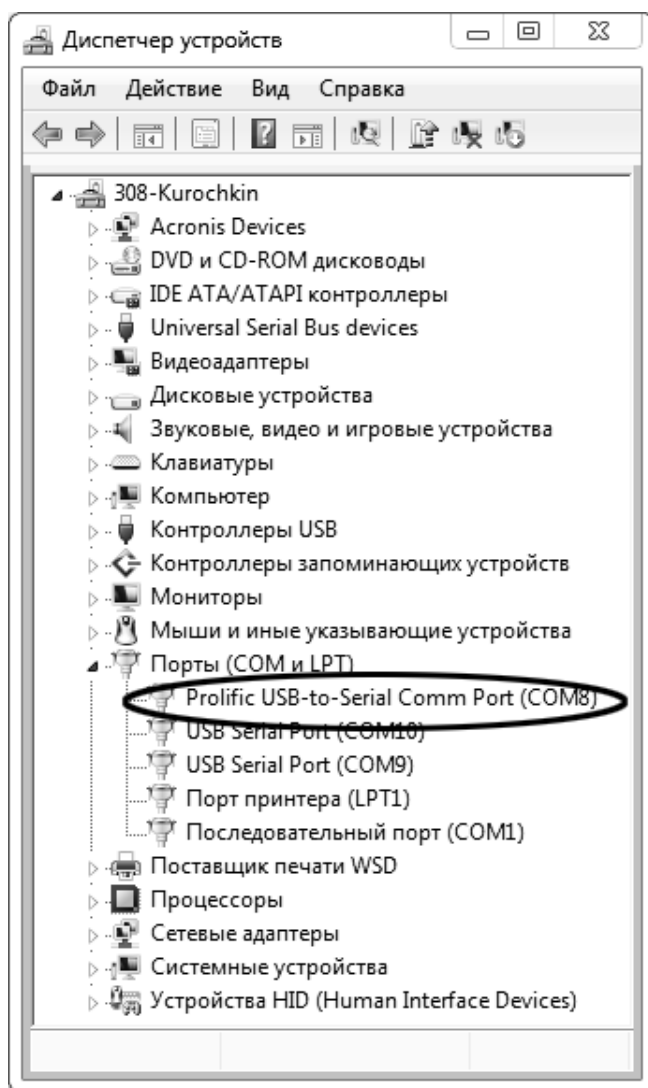 Диспетчер устройств
Файл Действие Вид Справка
308-Kurochkin
Acronis Devices
DVD и CD-ROM дисководы
IDE ATA/ATAPI контроллеры
Universal Serial Bus devices
Видеоадаптеры
Дисковые устройства
Звуковые, видео и игровые устройства
Клавиатуры
Компьютер
Контроллеры USB
Контроллеры запоминающих устройств
Мониторы
Мыши и иные указывающие устройства
Порты (COM и LPT)
Prolific USB-to-Serial Comm Port (COM8)
USB Serial Port (COM10)
USB Serial Port (COM9)
Порт принтера (LPT1)
Последовательный порт (COM1)
Поставщик печати WSD
Процессоры
Сетевые адаптеры
Системные устройства
Устройства HID (Human Interface Devices)